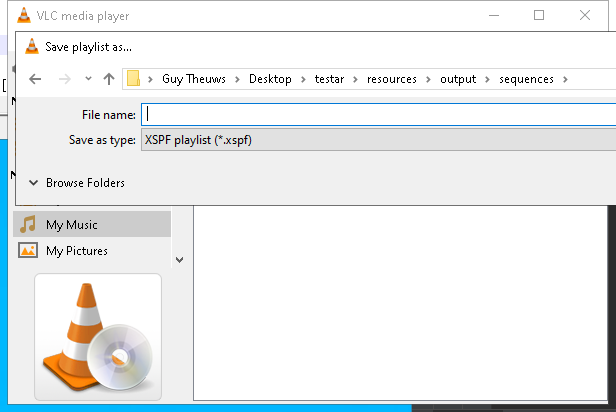 VLC media player
Save playlist as...
Guy Theuws > Desktop > testar > resources > output > sequences >
File name:
Save as type: XSPF playlist (*.xspf)
Browse Folders
My Music
My Pictures